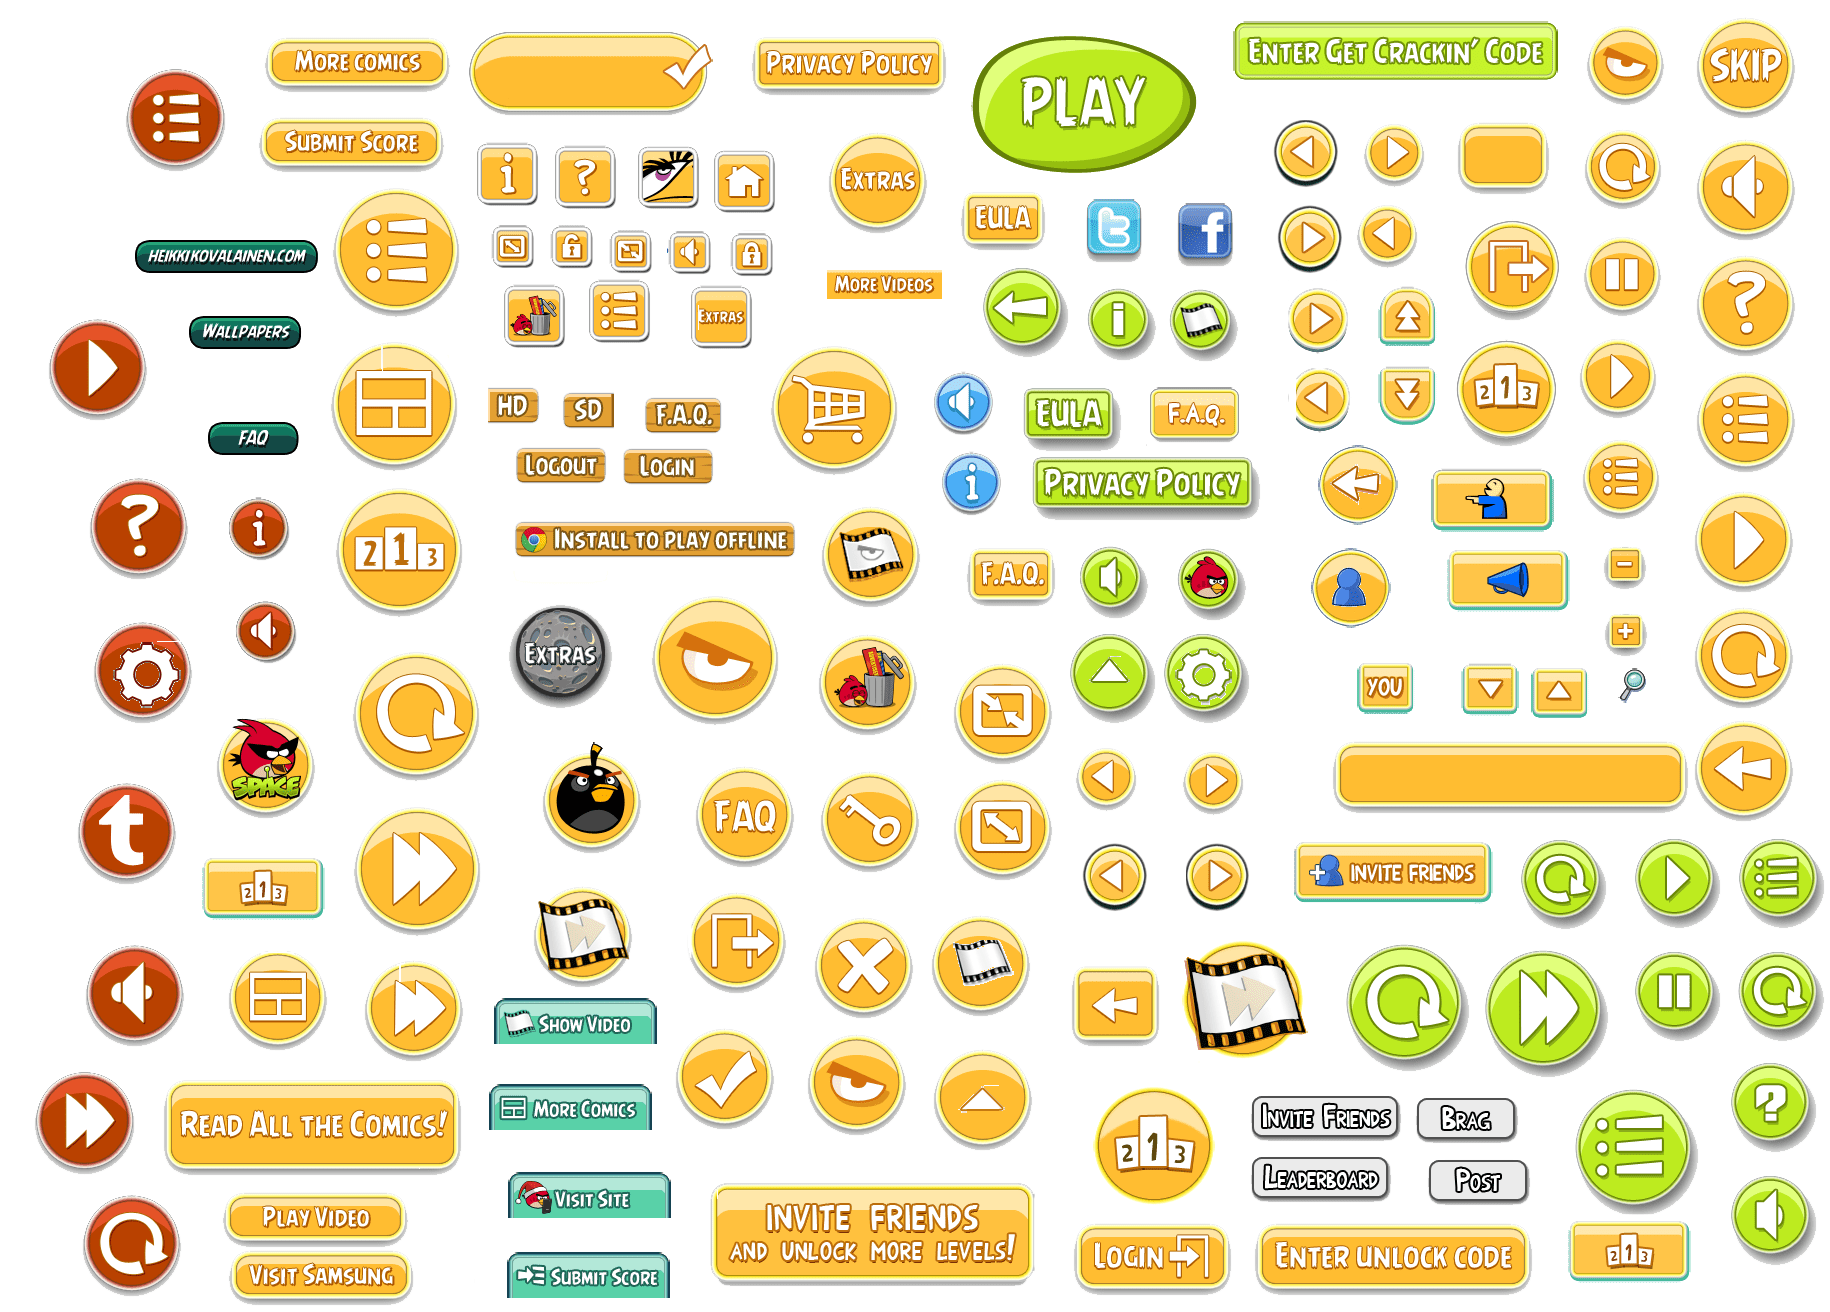 MORE COMICS
PRIVACY POLICY
ENTER GET CRACKIN' CODE
SKIP
PLAY
SUBMIT SCORE
EXTRAS
EULA
HEIKKIKOVALAINEN.COM
MORE VIDEOS
WALLPAPERS
EXTRAS
2 1 3
HD
SD
F.A.Q.
EULA
F.A.Q.
FAQ
LOGOUT
LOGIN
PRIVACY POLICY
INSTALL TO PLAY OFFLINE
2 1 3
F.A.Q.
EXTRAS
YOU
SPACE
FAQ
t
2 1 3
INVITE FRIENDS
SHOW VIDEO
MORE COMICS
READ ALL THE COMICS!
2 1 3
INVITE FRIENDS
BRAG
LEADERBOARD
POST
VISIT SITE
PLAY VIDEO
INVITE FRIENDS
AND UNLOCK MORE LEVELS!
LOGIN
ENTER UNLOCK CODE
2 1 3
VISIT SAMSUNG
SUBMIT SCORE